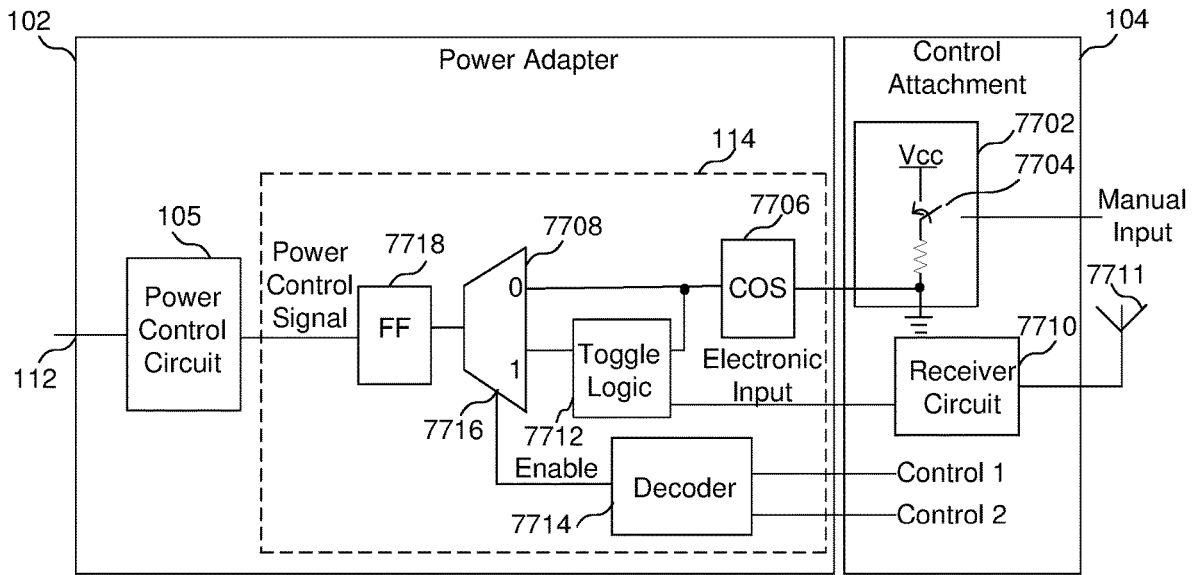 102
104
Power Adapter
Control
Attachment
7702
Vcc
7704
114
Manual
Input
105
7706
7708
7718
Power
Control
Signal
7711
Power
Control
Circuit
FF
0
COS
1
Toggle
Logic
Electronic
Input
7710
Receiver
Circuit
112
7716
7712
Enable
Decoder
Control 1
7714
Control 2